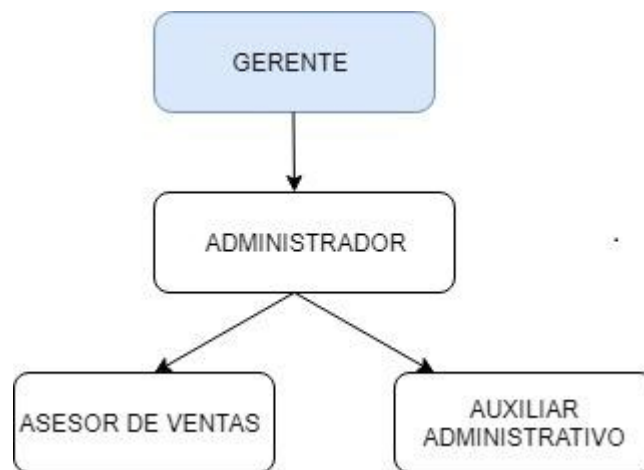 GERENTE
ADMINISTRADOR
ASESOR DE VENTAS
AUXILIAR
ADMINISTRATIVO